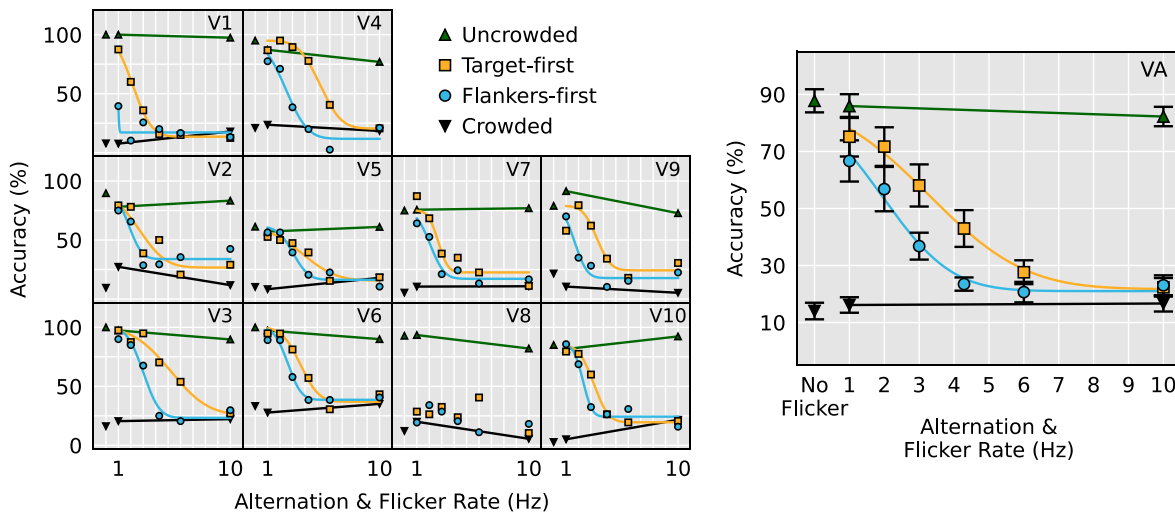 V1
V4
100
50
Uncrowded
Target-first
Flankers-first
Crowded
V2
V5
V7
V9
100
50
V3
V6
V8
V10
100
50
0
1
10
1
10
1
10
1
10
Accuracy (%)
Alternation & Flicker Rate (Hz)
VA
90
70
50
30
10
Accuracy (%)
No
Flicker
1
2
3
4
5
6
7
8
9
10
Alternation &
Flicker Rate (Hz)